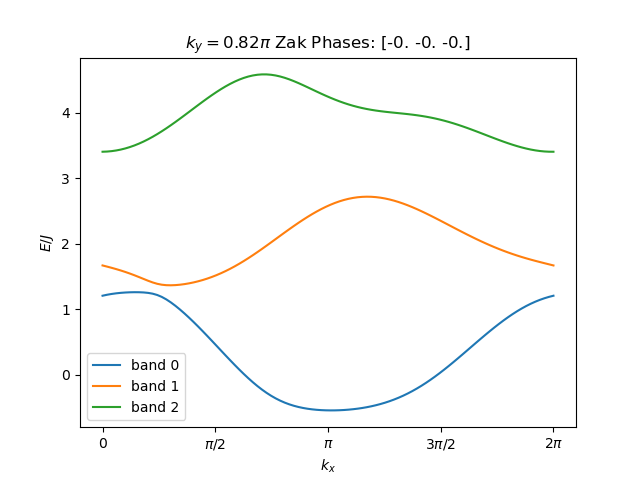 k_y = 0.82π Zak Phases: [-0. -0. -0.]
E/J
4
3
2
1
0
band 0
band 1
band 2
0 π/2 π 3π/2 2π
k_x